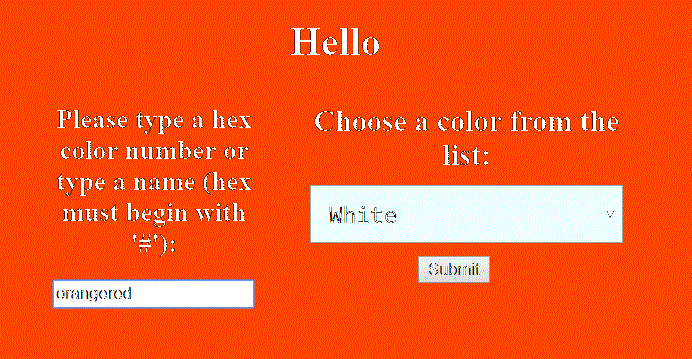 Hello
Please type a hex
color number or
type a name (hex
must begin with
'#'):
orangered
Choose a color from the
list:
White
Submit